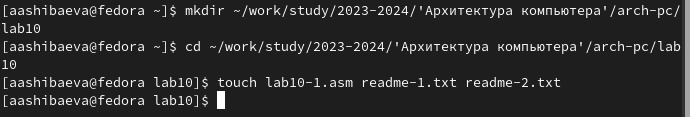 [aashibaeva@fedora ~]$ mkdir ~/work/study/2023-2024/'Архитектура компьютера'/arch-pc/
lab10
[aashibaeva@fedora ~]$ cd ~/work/study/2023-2024/'Архитектура компьютера'/arch-pc/lab
10
[aashibaeva@fedora lab10]$ touch lab10-1.asm readme-1.txt readme-2.txt
[aashibaeva@fedora lab10]$